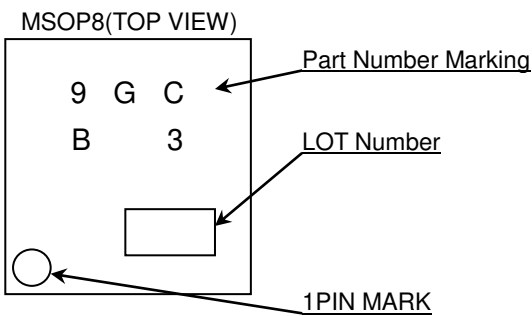 MSOP8(TOP VIEW)
Part Number Marking
9 G C
B 3
LOT Number
1PIN MARK